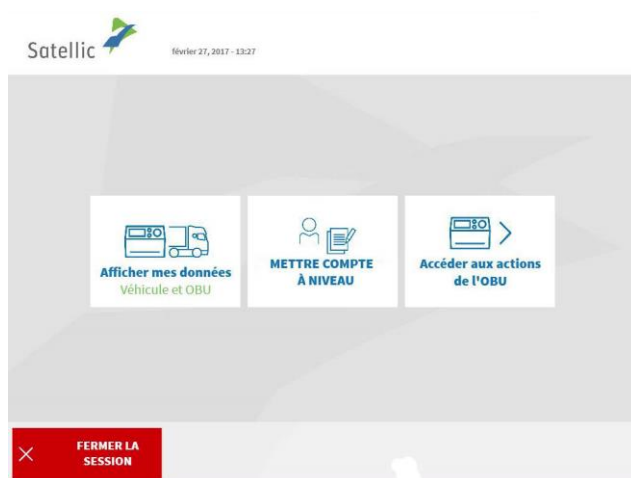 Satellic
février 27, 2017 - 13:27
Afficher mes données
Véhicule et OBU
METTRE COMPTE
À NIVEAU
Accéder aux actions
de l'OBU
FERMER LA
SESSION